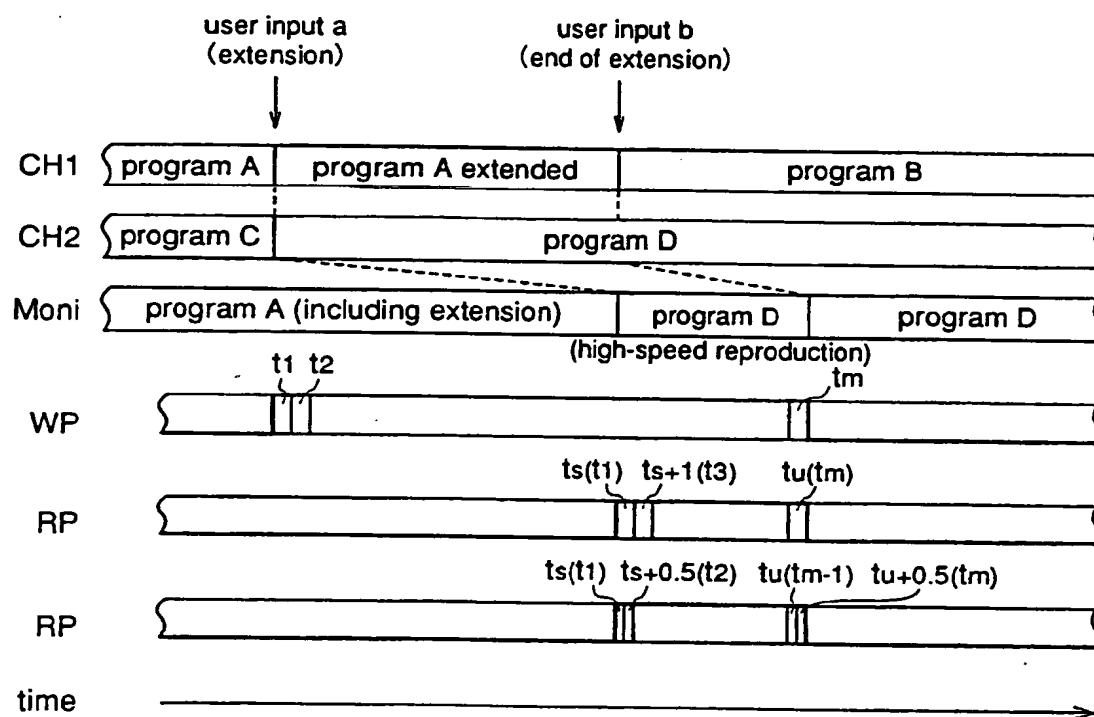 user input a
(extension)
user input b
(end of extension)
CH1 program A program A extended program B
CH2 program C program D
Moni program A (including extension) program D program D
(high-speed reproduction)
t1 t2 tm
WP
ts(t1) ts+1(t3) tu(tm)
RP
ts(t1) ts+0.5(t2) tu(tm-1) tu+0.5(tm)
RP
time